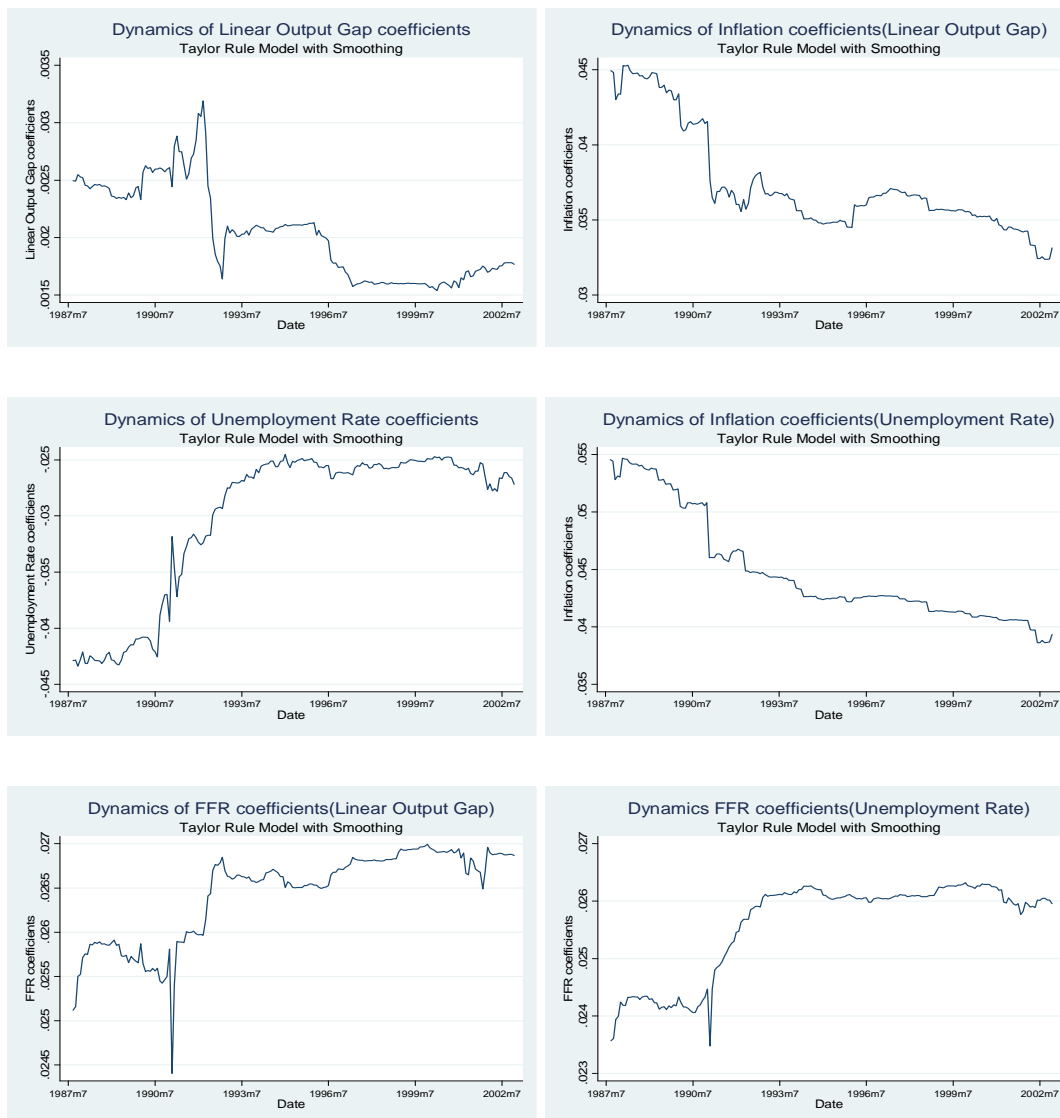 Dynamics of Linear Output Gap coefficients
Taylor Rule Model with Smoothing
Linear Output Gap coefficients
.0035
.003
.0025
.002
.0015
1987m7 1990m7 1993m7 1996m7 1999m7 2002m7
Date
Dynamics of Inflation coefficients(Linear Output Gap)
Taylor Rule Model with Smoothing
Inflation coefficients
.045
.04
.035
.03
1987m7 1990m7 1993m7 1996m7 1999m7 2002m7
Date
Dynamics of Unemployment Rate coefficients
Taylor Rule Model with Smoothing
Unemployment Rate coefficients
-.025
-.03
-.035
-.04
-.045
1987m7 1990m7 1993m7 1996m7 1999m7 2002m7
Date
Dynamics of Inflation coefficients(Unemployment Rate)
Taylor Rule Model with Smoothing
Inflation coefficients
.055
.05
.045
.04
.035
1987m7 1990m7 1993m7 1996m7 1999m7 2002m7
Date
Dynamics of FFR coefficients(Linear Output Gap)
Taylor Rule Model with Smoothing
FFR coefficients
.027
.0265
.026
.0255
.025
.0245
1987m7 1990m7 1993m7 1996m7 1999m7 2002m7
Date
Dynamics FFR coefficients(Unemployment Rate)
Taylor Rule Model with Smoothing
FFR coefficients
.027
.026
.025
.024
.023
1987m7 1990m7 1993m7 1996m7 1999m7 2002m7
Date